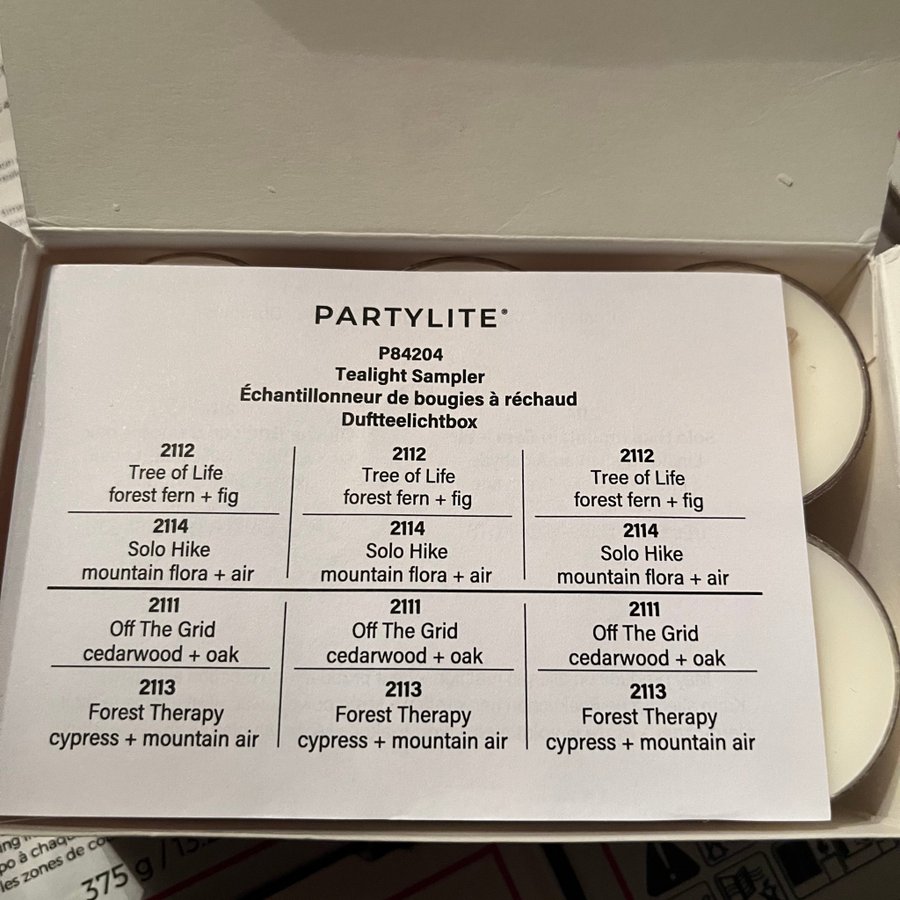 PARTYLITE®
P84204
Tealight Sampler
Échantillonneur de bougies à réchaud
Duftteelichtbox
2112 2112 2112
Tree of Life Tree of Life Tree of Life
forest fern + fig forest fern + fig forest fern + fig
2114 2114 2114
Solo Hike Solo Hike Solo Hike
mountain flora + air mountain flora + air mountain flora + air
2111 2111 2111
Off The Grid Off The Grid Off The Grid
cedarwood + oak cedarwood + oak cedarwood + oak
2113 2113 2113
Forest Therapy Forest Therapy Forest Therapy
cypress + mountain air cypress + mountain air cypress + mountain air
les zones de
375 g /